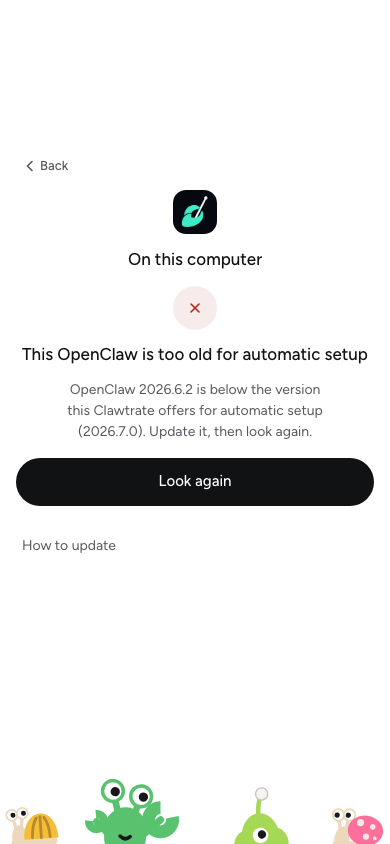 Back
On this computer
This OpenClaw is too old for automatic setup
OpenClaw 2026.6.2 is below the version
this Clawtrate offers for automatic setup
(2026.7.0). Update it, then look again.
Look again
How to update